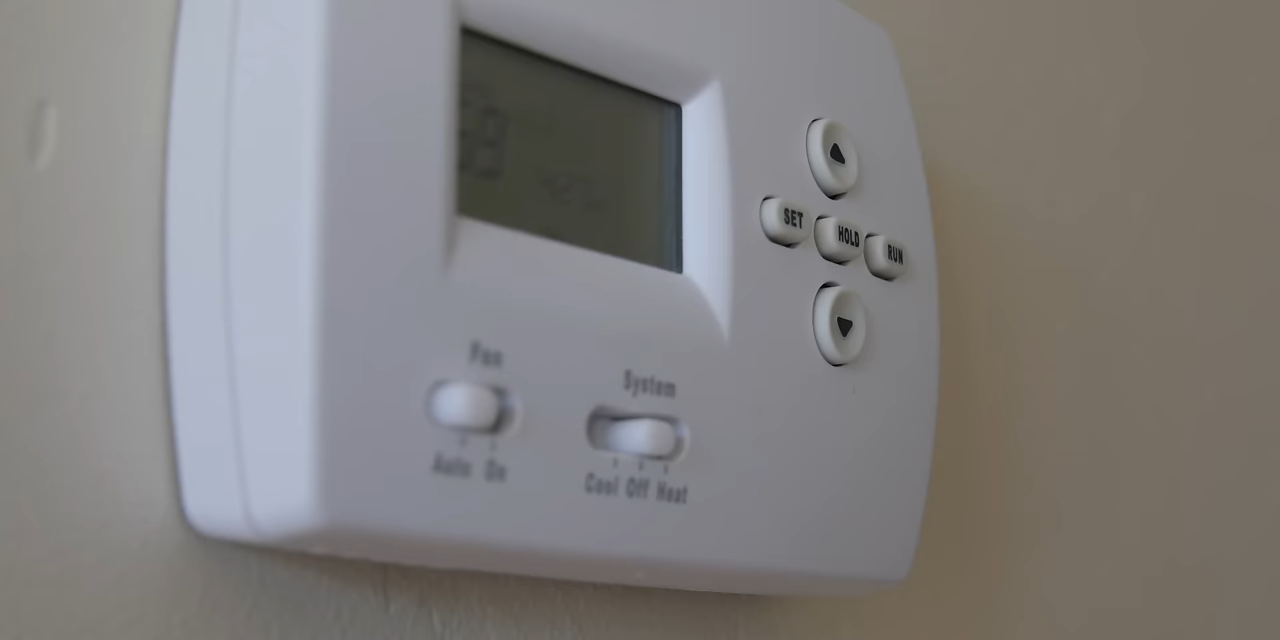 SET HOLD RUN
Fan
System
Auto On
Cool Off Heat